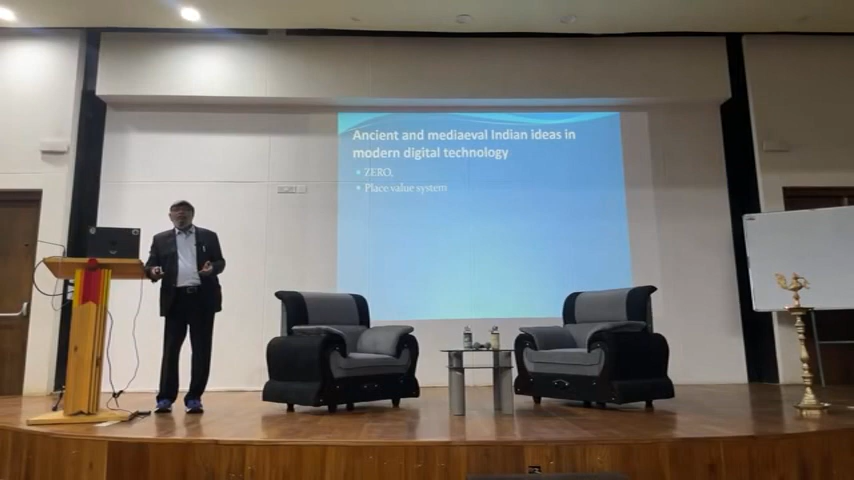 Ancient and mediaeval Indian ideas in
modern digital technology
ZERO,
Place value system